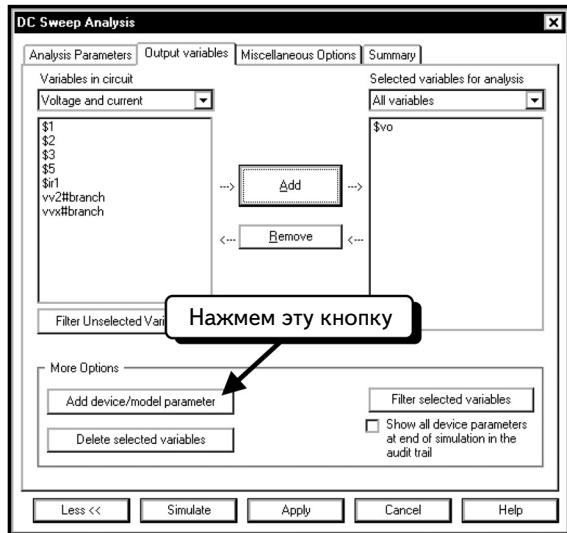 DC Sweep Analysis
Analysis Parameters
Output variables
Miscellaneous Options
Summary
Variables in circuit
Voltage and current
$1
$2
$3
$5
$ir1
vv2#branch
vvx#branch
Filter Unselected Vari
--->
Add
--->
<---
Remove
<---
Selected variables for analysis
All variables
$vo
Нажмем эту кнопку
More Options
Add device/model parameter
Delete selected variables
Filter selected variables
Show all device parameters
at end of simulation in the
audit trail
Less <<
Simulate
Apply
Cancel
Help